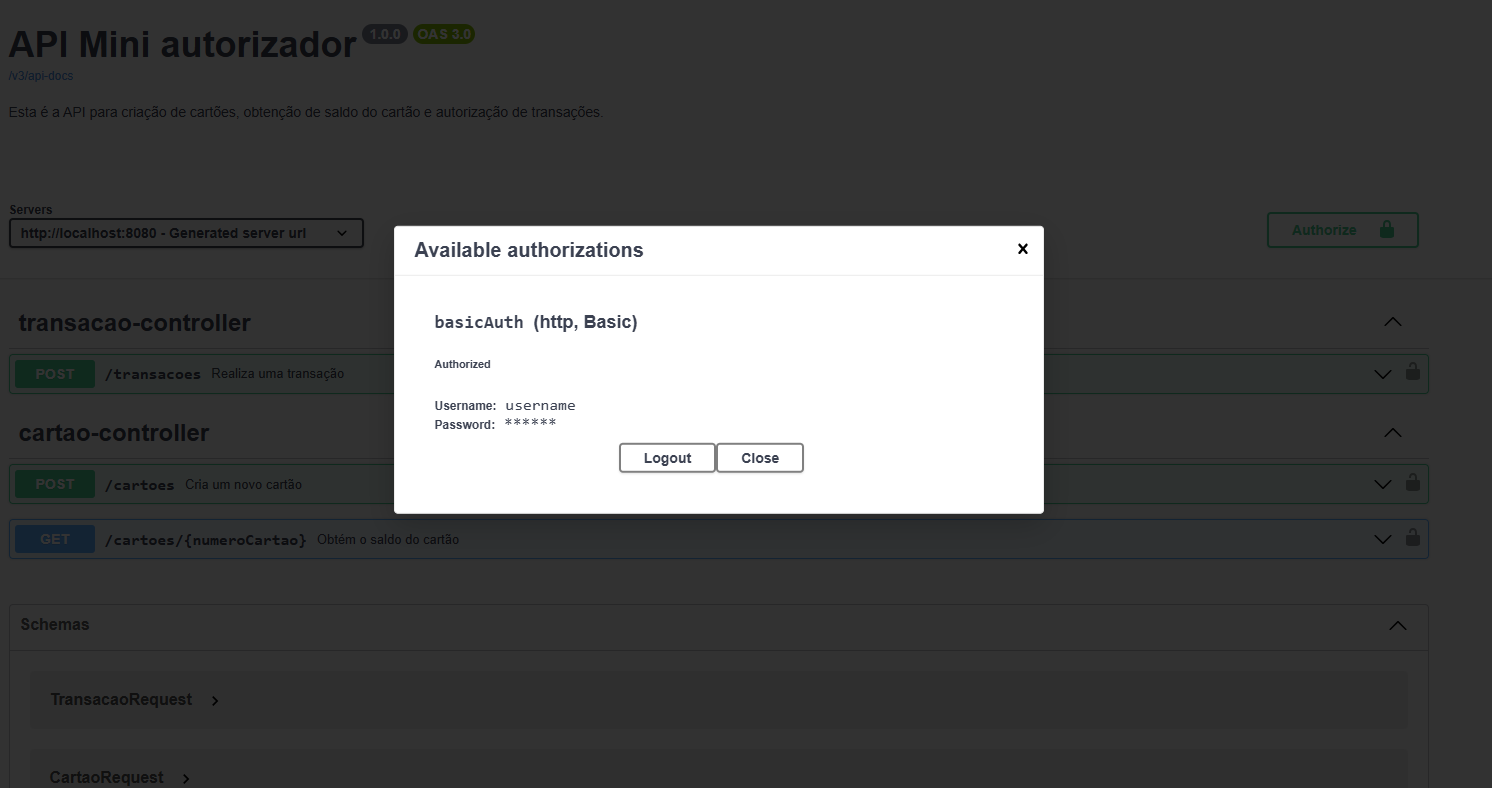 API Mini autorizador 1.0.0 OAS 3.0
/v3/api-docs
Esta é a API para criação de cartões, obtenção de saldo do cartão e autorização de transações.
Servers
http://localhost:8080 - Generated server url
Authorize
Available authorizations
basicAuth (http, Basic)
Authorized
Username: username
Password: ******
Logout Close
transacao-controller
POST /transacoes Realiza uma transação
cartao-controller
POST /cartoes Cria um novo cartão
GET /cartoes/{numeroCartao} Obtém o saldo do cartão
Schemas
TransacaoRequest
CartaoRequest